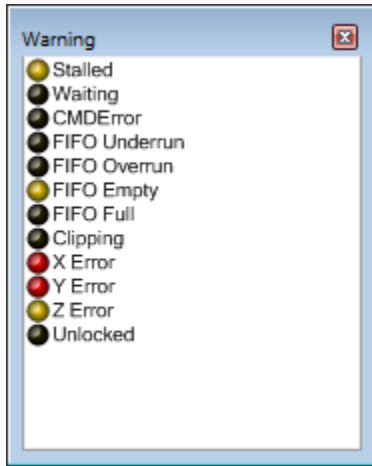 Warning
Stalled
Waiting
CMDError
FIFO Underrun
FIFO Overrun
FIFO Empty
FIFO Full
Clipping
X Error
Y Error
Z Error
Unlocked